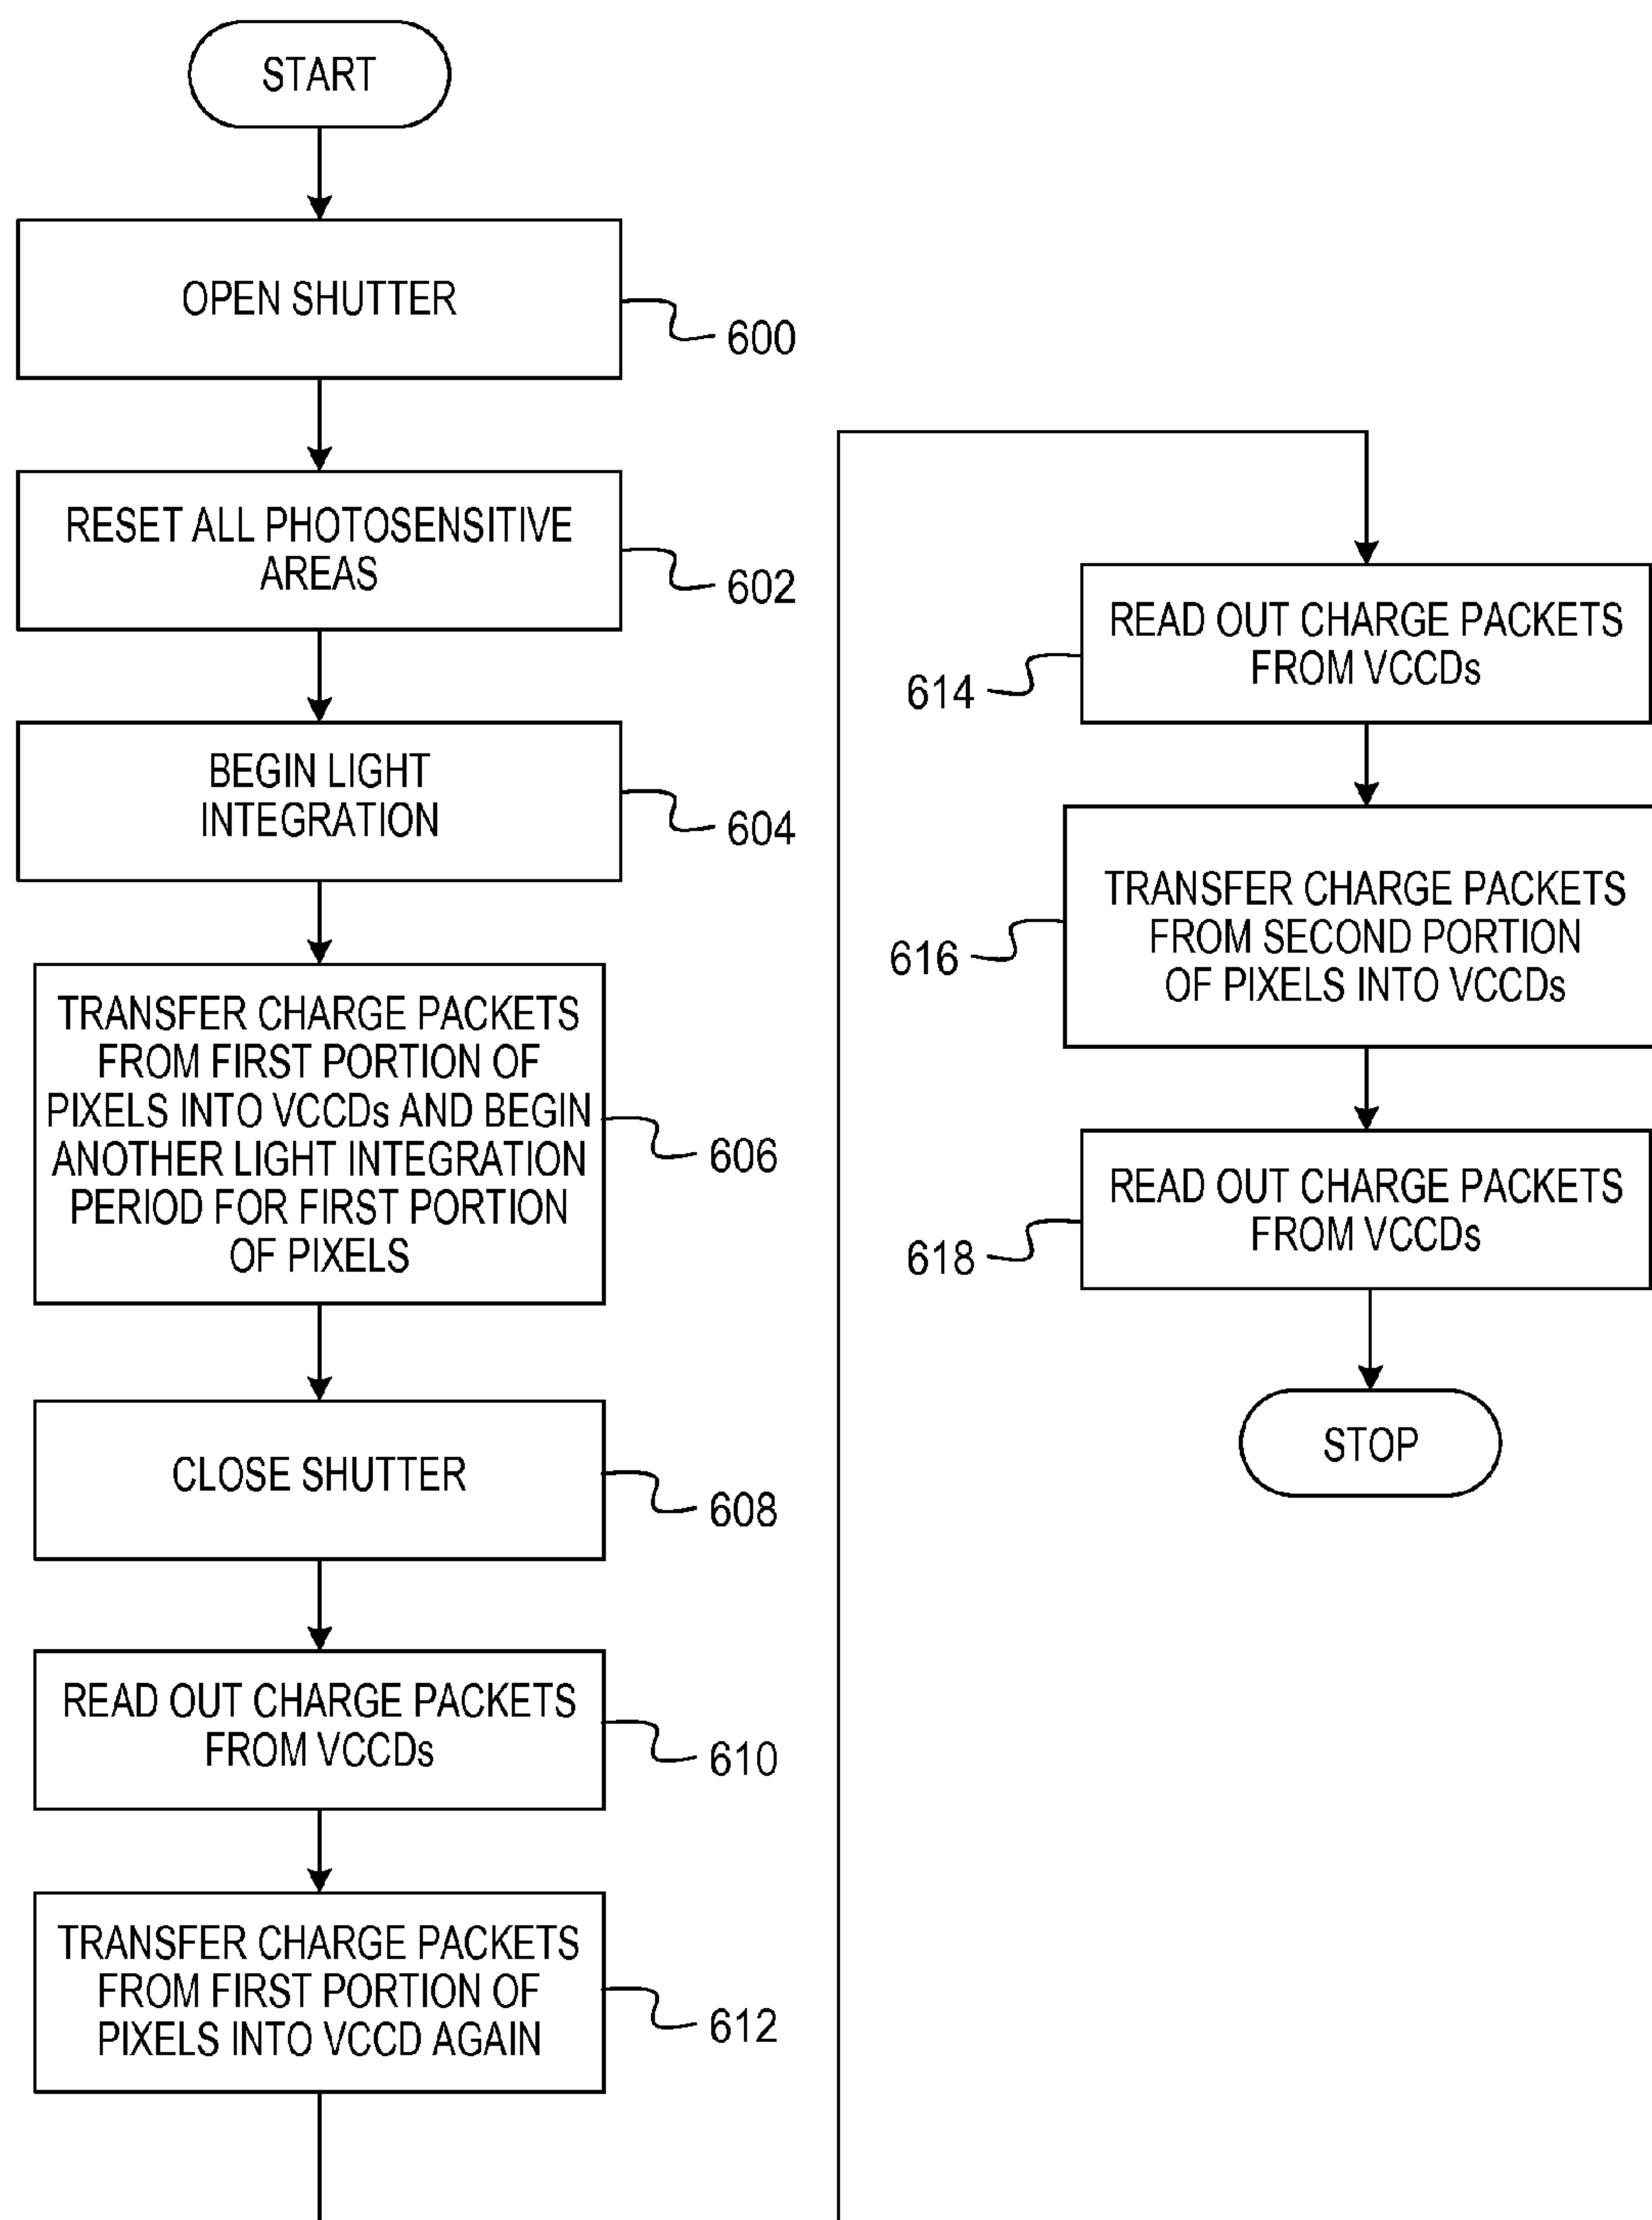 START
OPEN SHUTTER
600
RESET ALL PHOTOSENSITIVE
AREAS
602
BEGIN LIGHT
INTEGRATION
604
TRANSFER CHARGE PACKETS
FROM FIRST PORTION OF
PIXELS INTO VCCDs AND BEGIN
ANOTHER LIGHT INTEGRATION
PERIOD FOR FIRST PORTION
OF PIXELS
606
CLOSE SHUTTER
608
READ OUT CHARGE PACKETS
FROM VCCDs
610
TRANSFER CHARGE PACKETS
FROM FIRST PORTION OF
PIXELS INTO VCCD AGAIN
612
READ OUT CHARGE PACKETS
FROM VCCDs
614
TRANSFER CHARGE PACKETS
FROM SECOND PORTION
OF PIXELS INTO VCCDs
616
READ OUT CHARGE PACKETS
FROM VCCDs
618
STOP